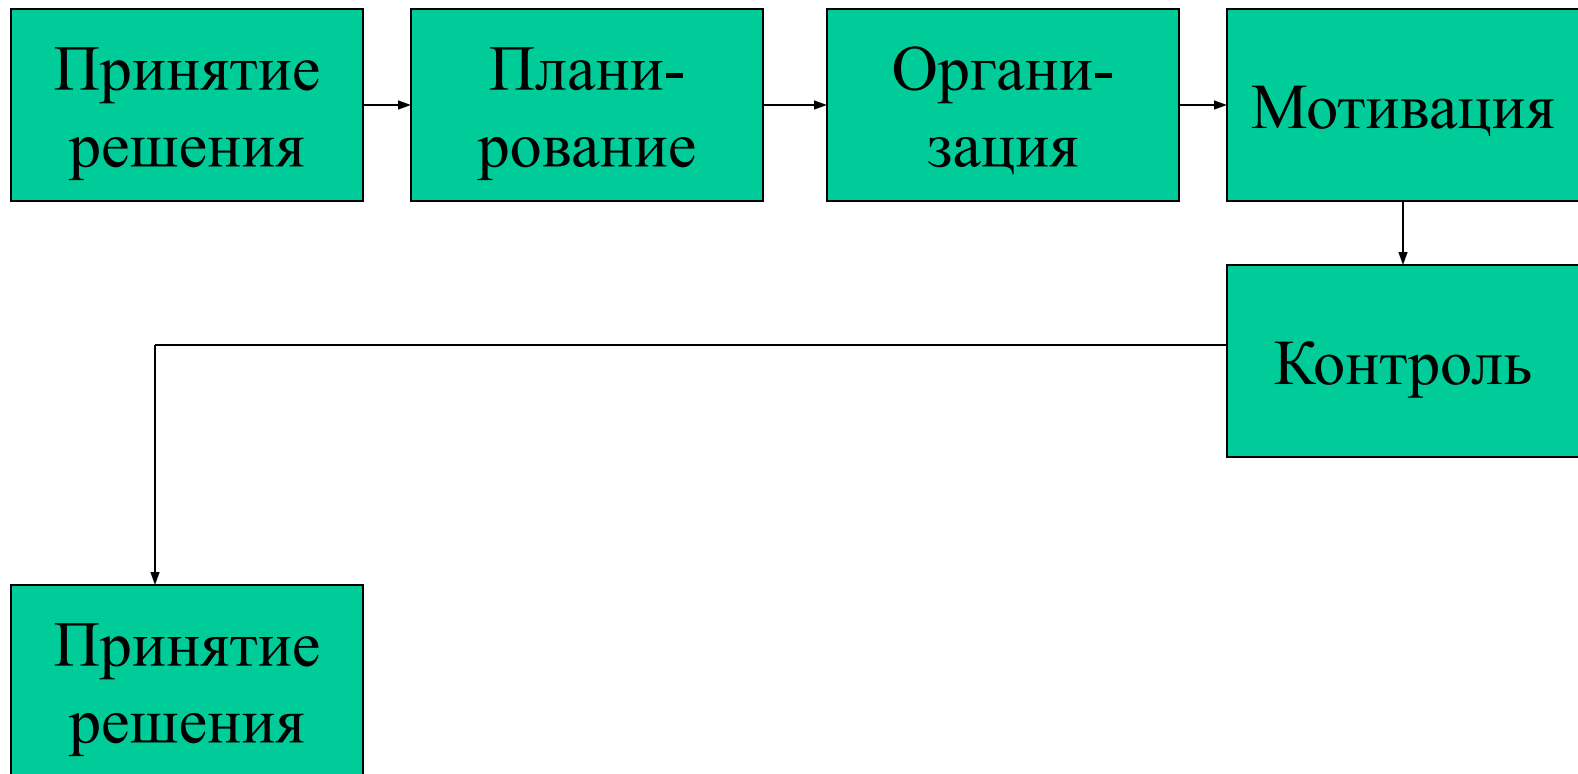 Принятие
решения
Плани-
рование
Органи-
зация
Мотивация
Контроль
Принятие
решения